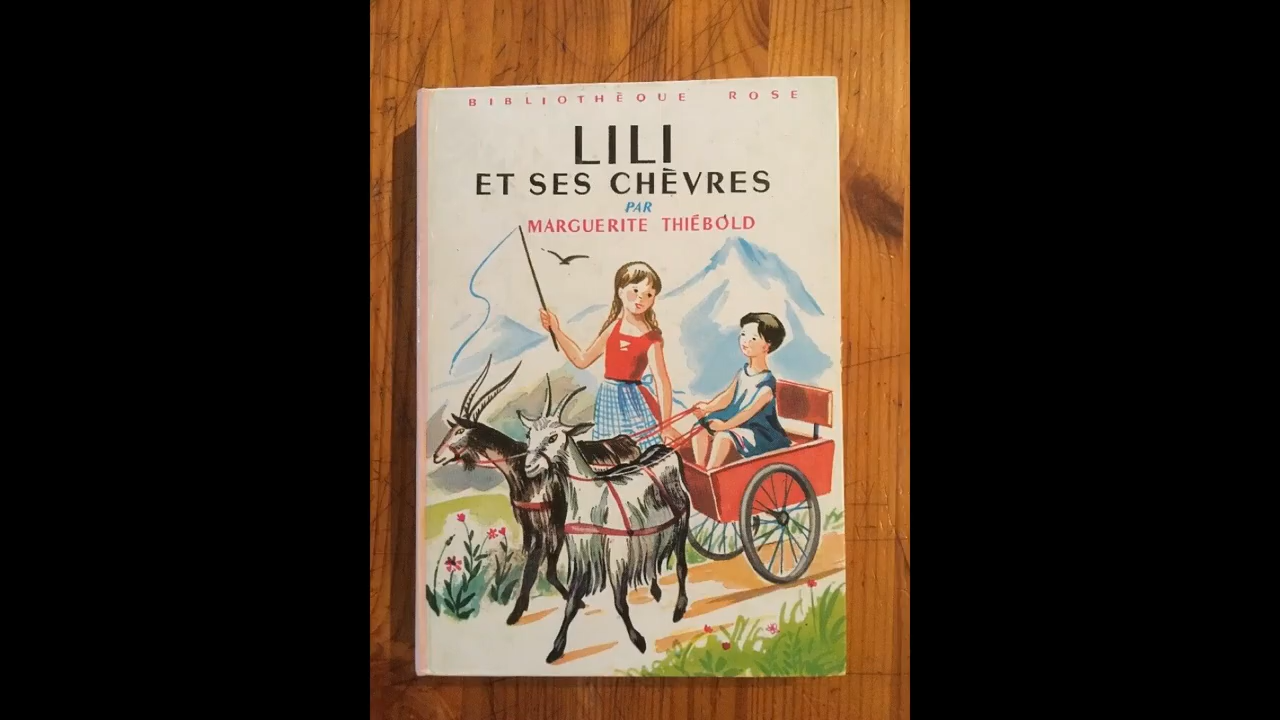 BIBLIOTHÈQUE ROSE
LILI
ET SES CHÈVRES
PAR
MARGUERITE THIÉBOLD